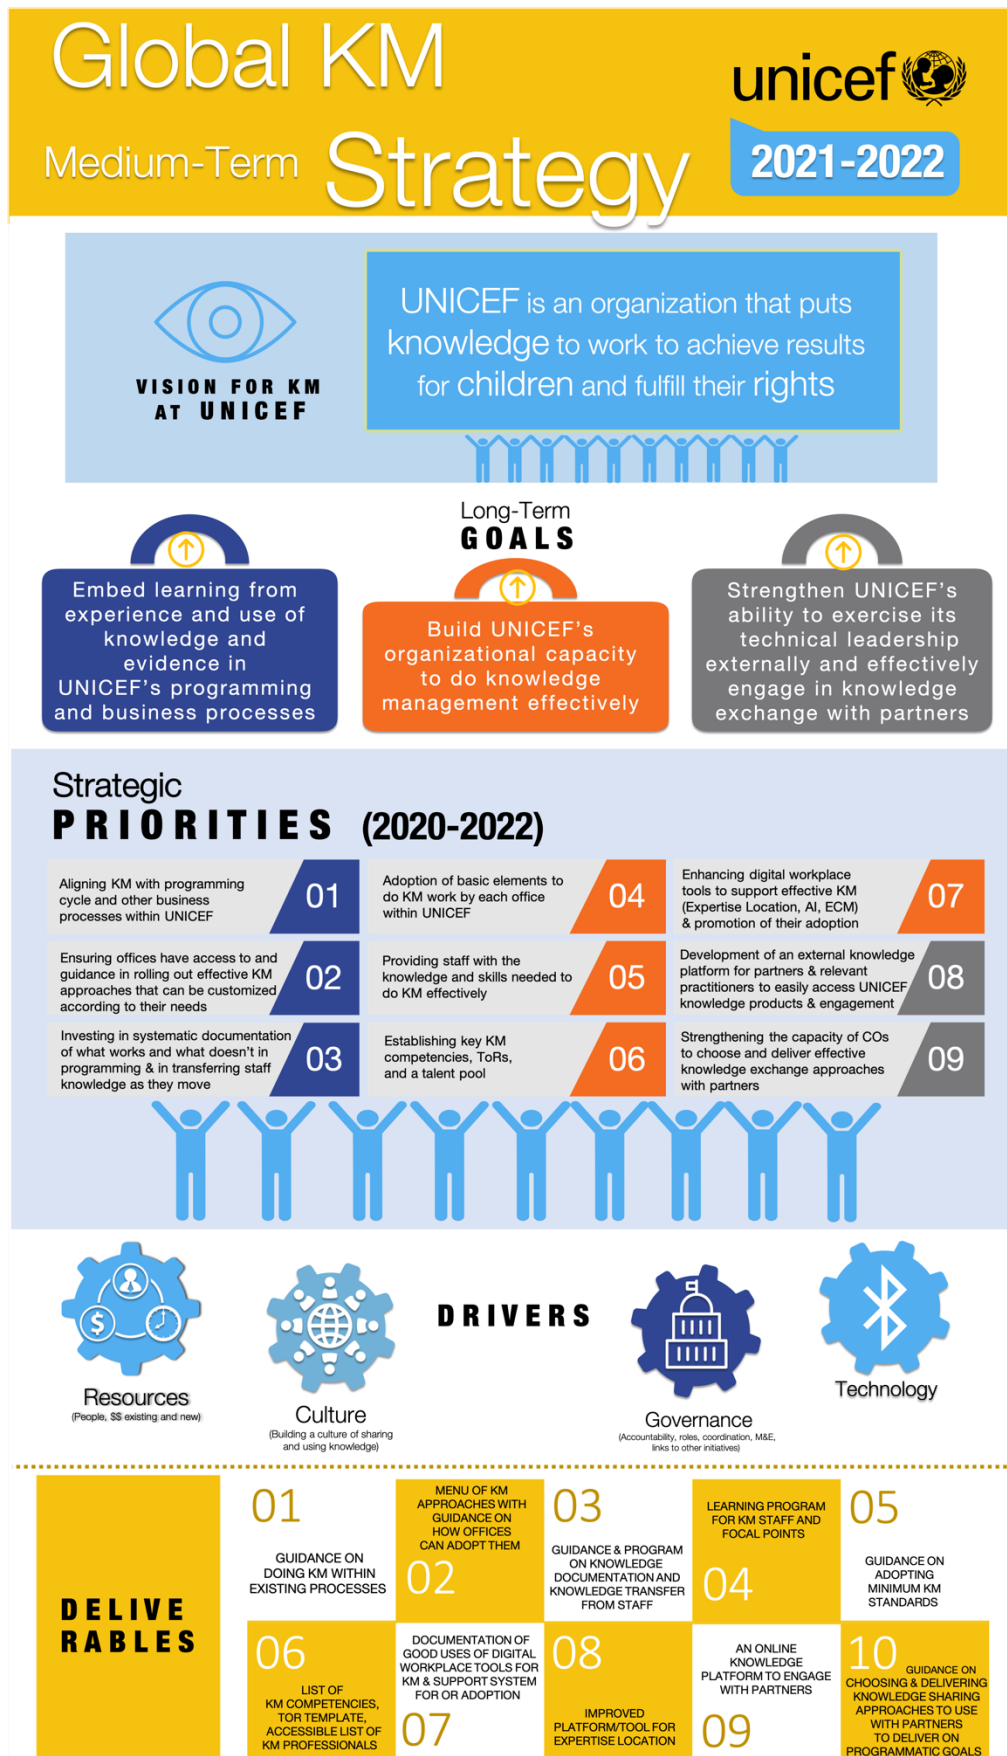 Global KM
Medium-Term Strategy
unicef
2021-2022
VISION FOR KM
AT UNICEF
UNICEF is an organization that puts
knowledge to work to achieve results
for children and fulfill their rights
Long-Term
GOALS
Embed learning from
experience and use of
knowledge and
evidence in
UNICEF's programming
and business processes
Build UNICEF's
organizational capacity
to do knowledge
management effectively
Strengthen UNICEF's
ability to exercise its
technical leadership
externally and effectively
engage in knowledge
exchange with partners
Strategic
PRIORITIES (2020-2022)
Aligning KM with programming
cycle and other business
processes within UNICEF
01
Ensuring offices have access to and
guidance in rolling out effective KM
approaches that can be customized
according to their needs
02
Investing in systematic documentation
of what works and what doesn't in
programming & in transferring staff
knowledge as they move
03
Adoption of basic elements to
do KM work by each office
within UNICEF
04
Providing staff with the
knowledge and skills needed to
do KM effectively
05
Establishing key KM
competencies, ToRs,
and a talent pool
06
Enhancing digital workplace
tools to support effective KM
(Expertise Location, AI, ECM)
& promotion of their adoption
07
Development of an external knowledge
platform for partners & relevant
practitioners to easily access UNICEF
knowledge products & engagement
08
Strengthening the capacity of COs
to choose and deliver effective
knowledge exchange approaches
with partners
09
DRIVERS
$
Resources
(People, $$ existing and new)
Culture
(Building a culture of sharing
and using knowledge)
Governance
(Accountability, roles, coordination, M&E,
links to other initiatives)
Technology
DELIVE
RABLES
01
GUIDANCE ON
DOING KM WITHIN
EXISTING PROCESSES
MENU OF KM
APPROACHES WITH
GUIDANCE ON
HOW OFFICES
CAN ADOPT THEM
02
03
GUIDANCE & PROGRAM
ON KNOWLEDGE
DOCUMENTATION AND
KNOWLEDGE TRANSFER
FROM STAFF
LEARNING PROGRAM
FOR KM STAFF AND
FOCAL POINTS
04
05
GUIDANCE ON
ADOPTING
MINIMUM KM
STANDARDS
06
LIST OF
KM COMPETENCIES,
TOR TEMPLATE,
ACCESSIBLE LIST OF
KM PROFESSIONALS
DOCUMENTATION OF
GOOD USES OF DIGITAL
WORKPLACE TOOLS FOR
KM & SUPPORT SYSTEM
FOR OR ADOPTION
07
08
IMPROVED
PLATFORM/TOOL FOR
EXPERTISE LOCATION
AN ONLINE
KNOWLEDGE
PLATFORM TO ENGAGE
WITH PARTNERS
09
10
GUIDANCE ON
CHOOSING & DELIVERING
KNOWLEDGE SHARING
APPROACHES TO USE
WITH PARTNERS
TO DELIVER ON
PROGRAMMATIC GOALS